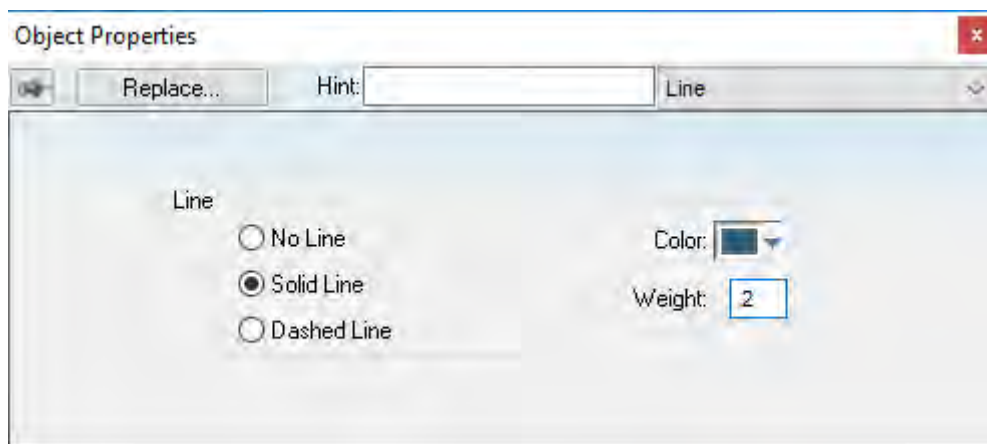 Object Properties
Replace... Hint: Line
Line
No Line
Solid Line
Dashed Line
Color:
Weight: 2